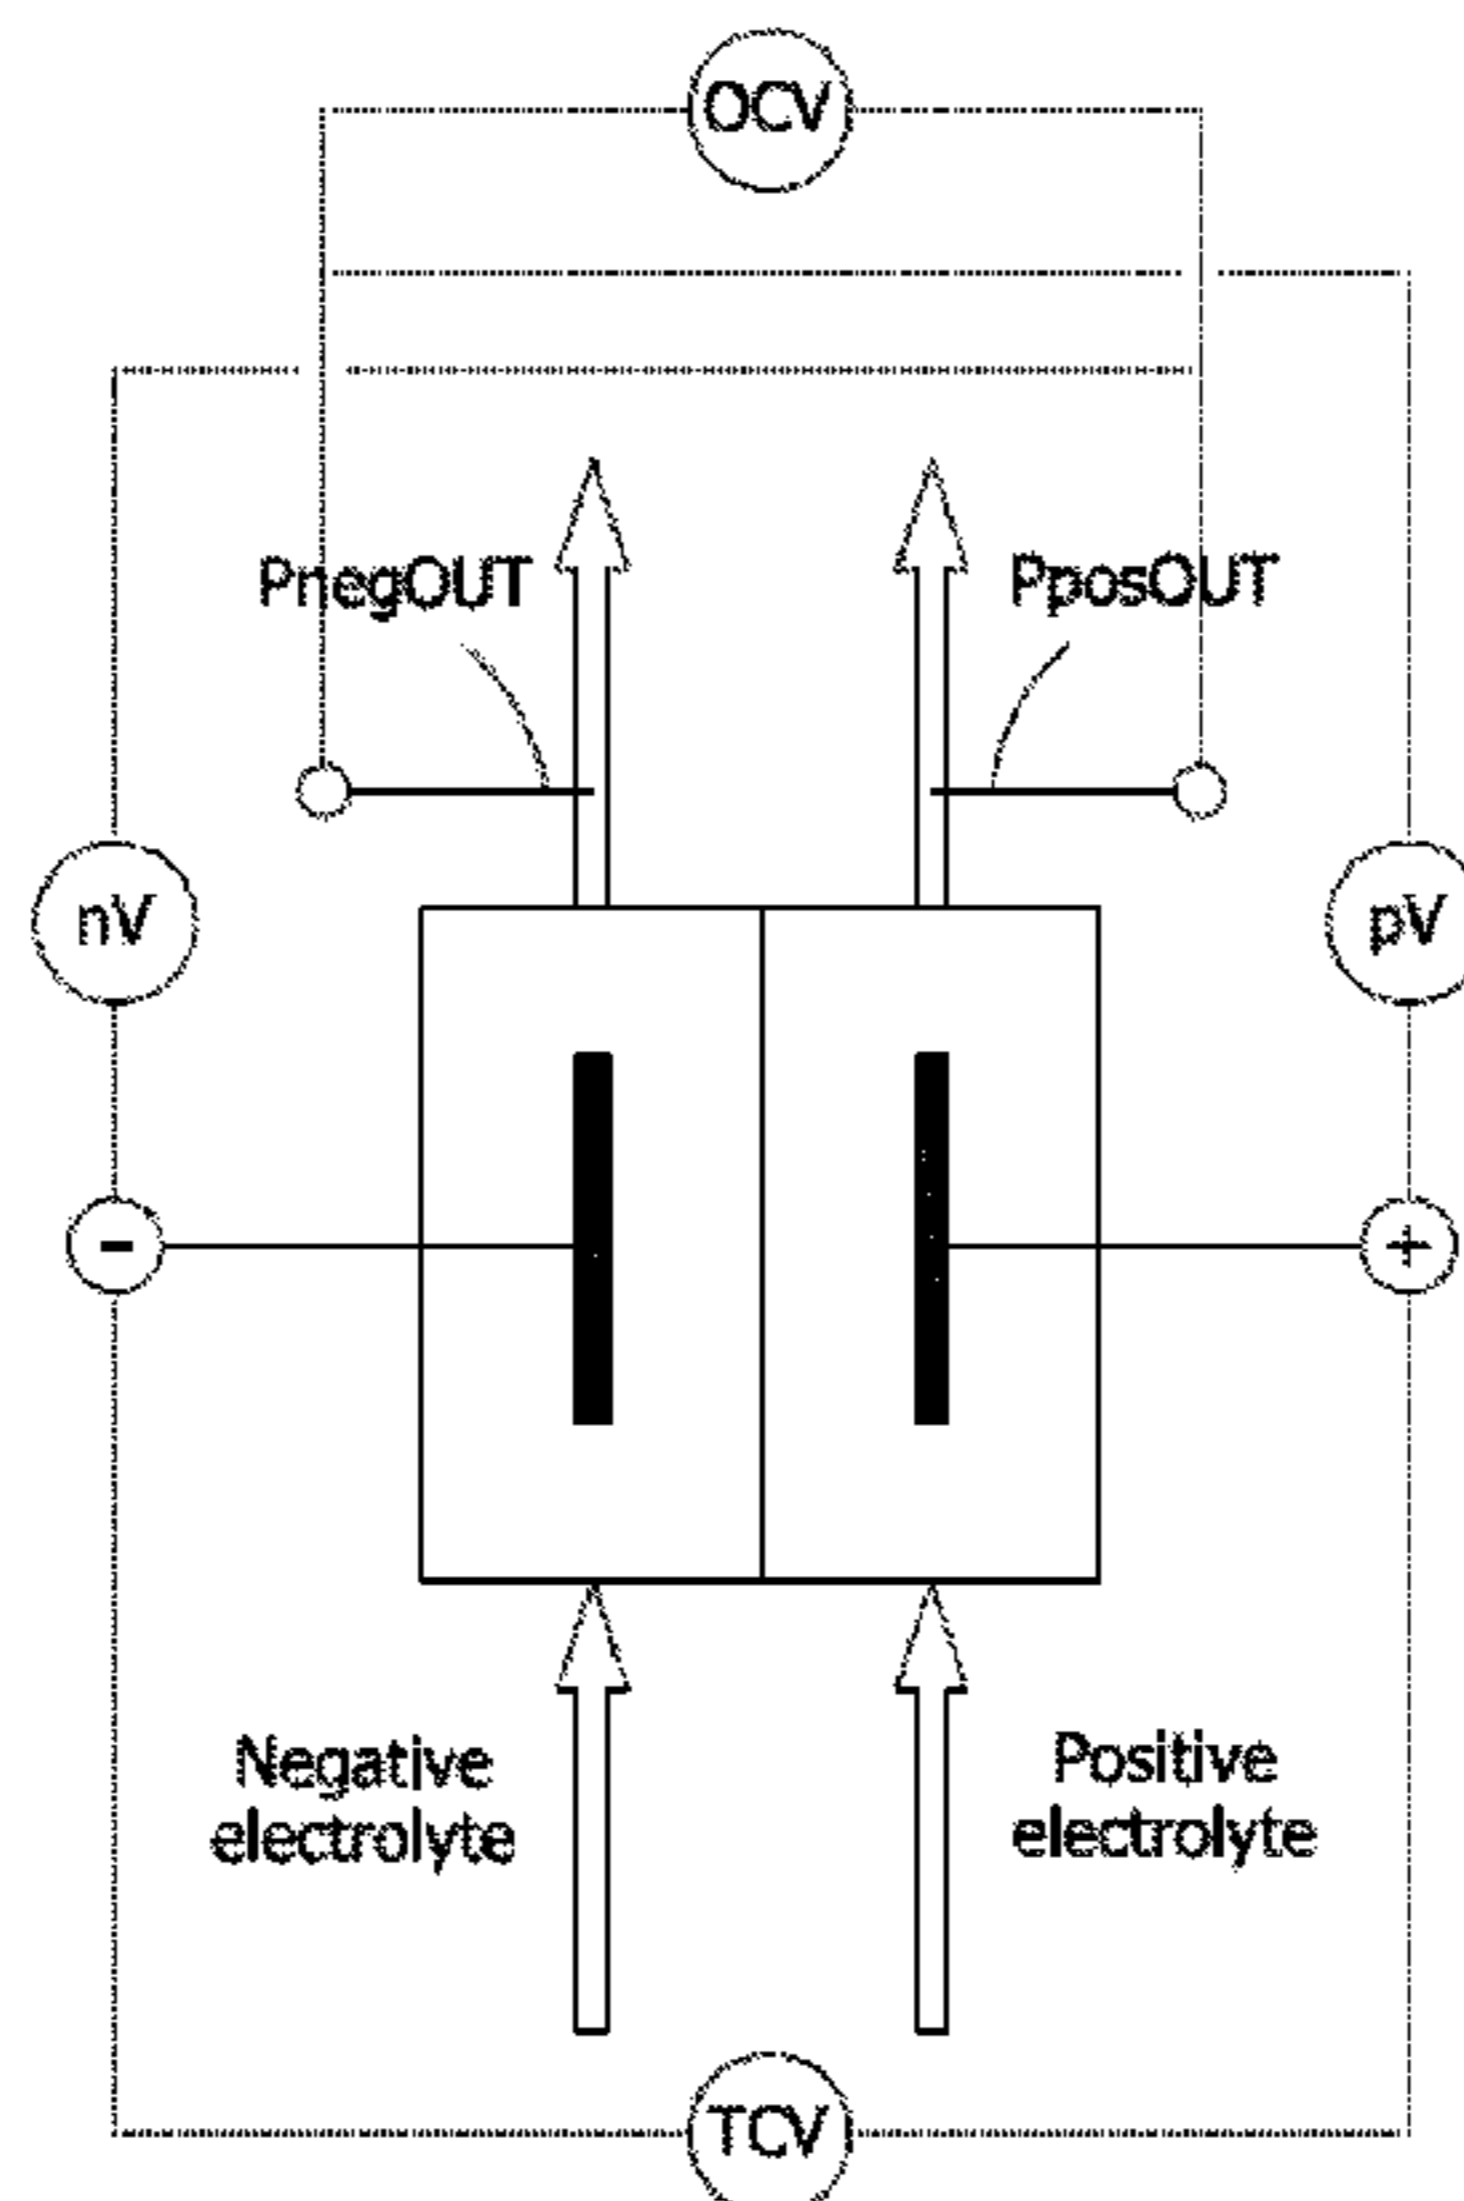 OCV
PnegOUT
PposOUT
nV
pV
-
+
Negative
electrolyte
Positive
electrolyte
TCV